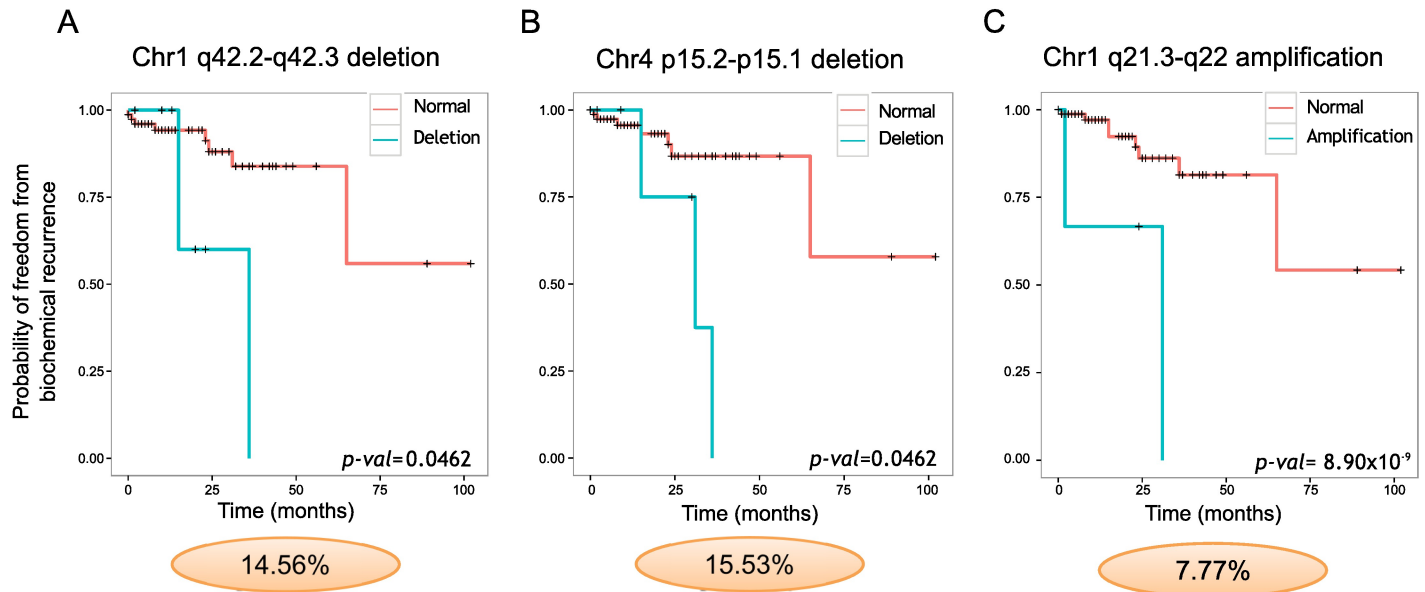 A
Chr1 q42.2-q42.3 deletion
Probability of freedom from
biochemical recurrence
1.00
0.75
0.50
0.25
0.00
Normal
Deletion
p-val=0.0462
0 25 50 75 100
Time (months)
14.56%
B
Chr4 p15.2-p15.1 deletion
1.00
0.75
0.50
0.25
0.00
Normal
Deletion
p-val=0.0462
0 25 50 75 100
Time (months)
15.53%
C
Chr1 q21.3-q22 amplification
1.00
0.75
0.50
0.25
0.00
Normal
Amplification
p-val= 8.90x10⁻⁹
0 25 50 75 100
Time (months)
7.77%